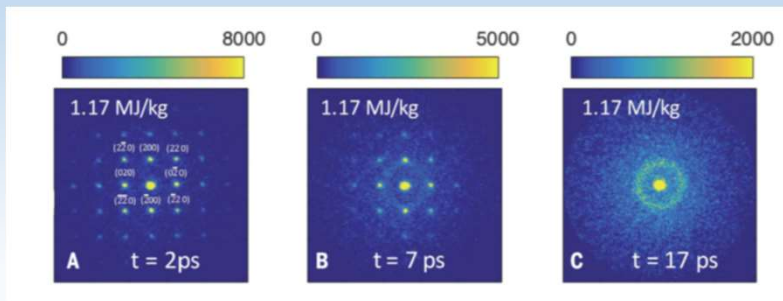 0 8000
0 5000
0 2000
1.17 MJ/kg
(22̄0) (200) (220)
(020) (02̄0)
(2̄2̄0) (2̄00) (2̄20)
A t = 2ps
1.17 MJ/kg
B t = 7 ps
1.17 MJ/kg
C t = 17 ps